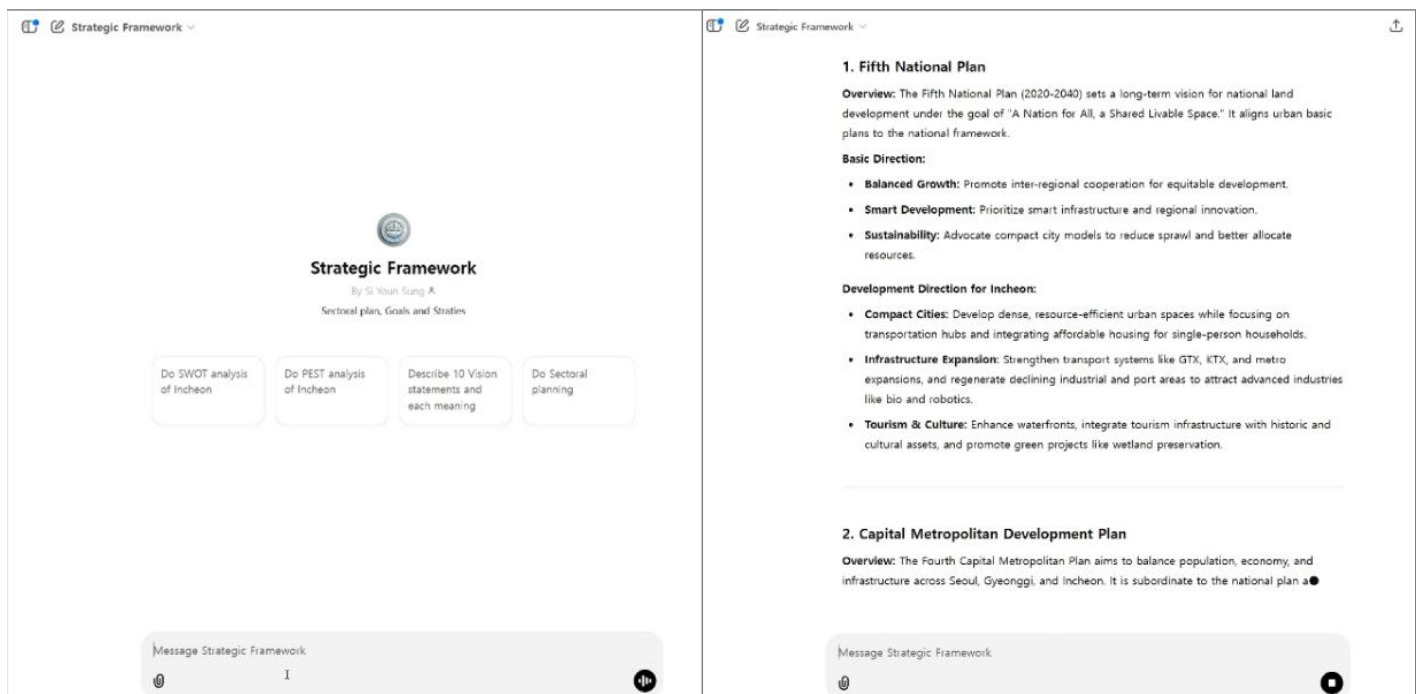 Strategic Framework
Strategic Framework
By Si Youn Sung
Sectoral plan, Goals and Straties
Do SWOT analysis
of Incheon
Do PEST analysis
of Incheon
Describe 10 Vision
statements and
each meaning
Do Sectoral
planning
Message Strategic Framework
Strategic Framework
1. Fifth National Plan
Overview: The Fifth National Plan (2020-2040) sets a long-term vision for national land
development under the goal of "A Nation for All, a Shared Livable Space." It aligns urban basic
plans to the national framework.
Basic Direction:
• Balanced Growth: Promote inter-regional cooperation for equitable development.
• Smart Development: Prioritize smart infrastructure and regional innovation.
• Sustainability: Advocate compact city models to reduce sprawl and better allocate
resources.
Development Direction for Incheon:
• Compact Cities: Develop dense, resource-efficient urban spaces while focusing on
transportation hubs and integrating affordable housing for single-person households.
• Infrastructure Expansion: Strengthen transport systems like GTX, KTX, and metro
expansions, and regenerate declining industrial and port areas to attract advanced industries
like bio and robotics.
• Tourism & Culture: Enhance waterfronts, integrate tourism infrastructure with historic and
cultural assets, and promote green projects like wetland preservation.
2. Capital Metropolitan Development Plan
Overview: The Fourth Capital Metropolitan Plan aims to balance population, economy, and
infrastructure across Seoul, Gyeonggi, and Incheon. It is subordinate to the national plan a
Message Strategic Framework